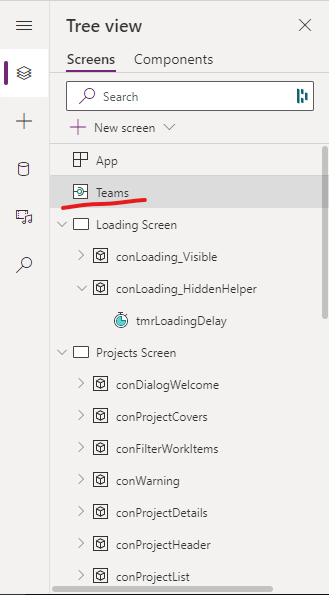 Tree view
Screens Components
Search
New screen
App
Teams
Loading Screen
conLoading_Visible
conLoading_HiddenHelper
tmrLoadingDelay
Projects Screen
conDialogWelcome
conProjectCovers
conFilterWorkItems
conWarning
conProjectDetails
conProjectHeader
conProjectList